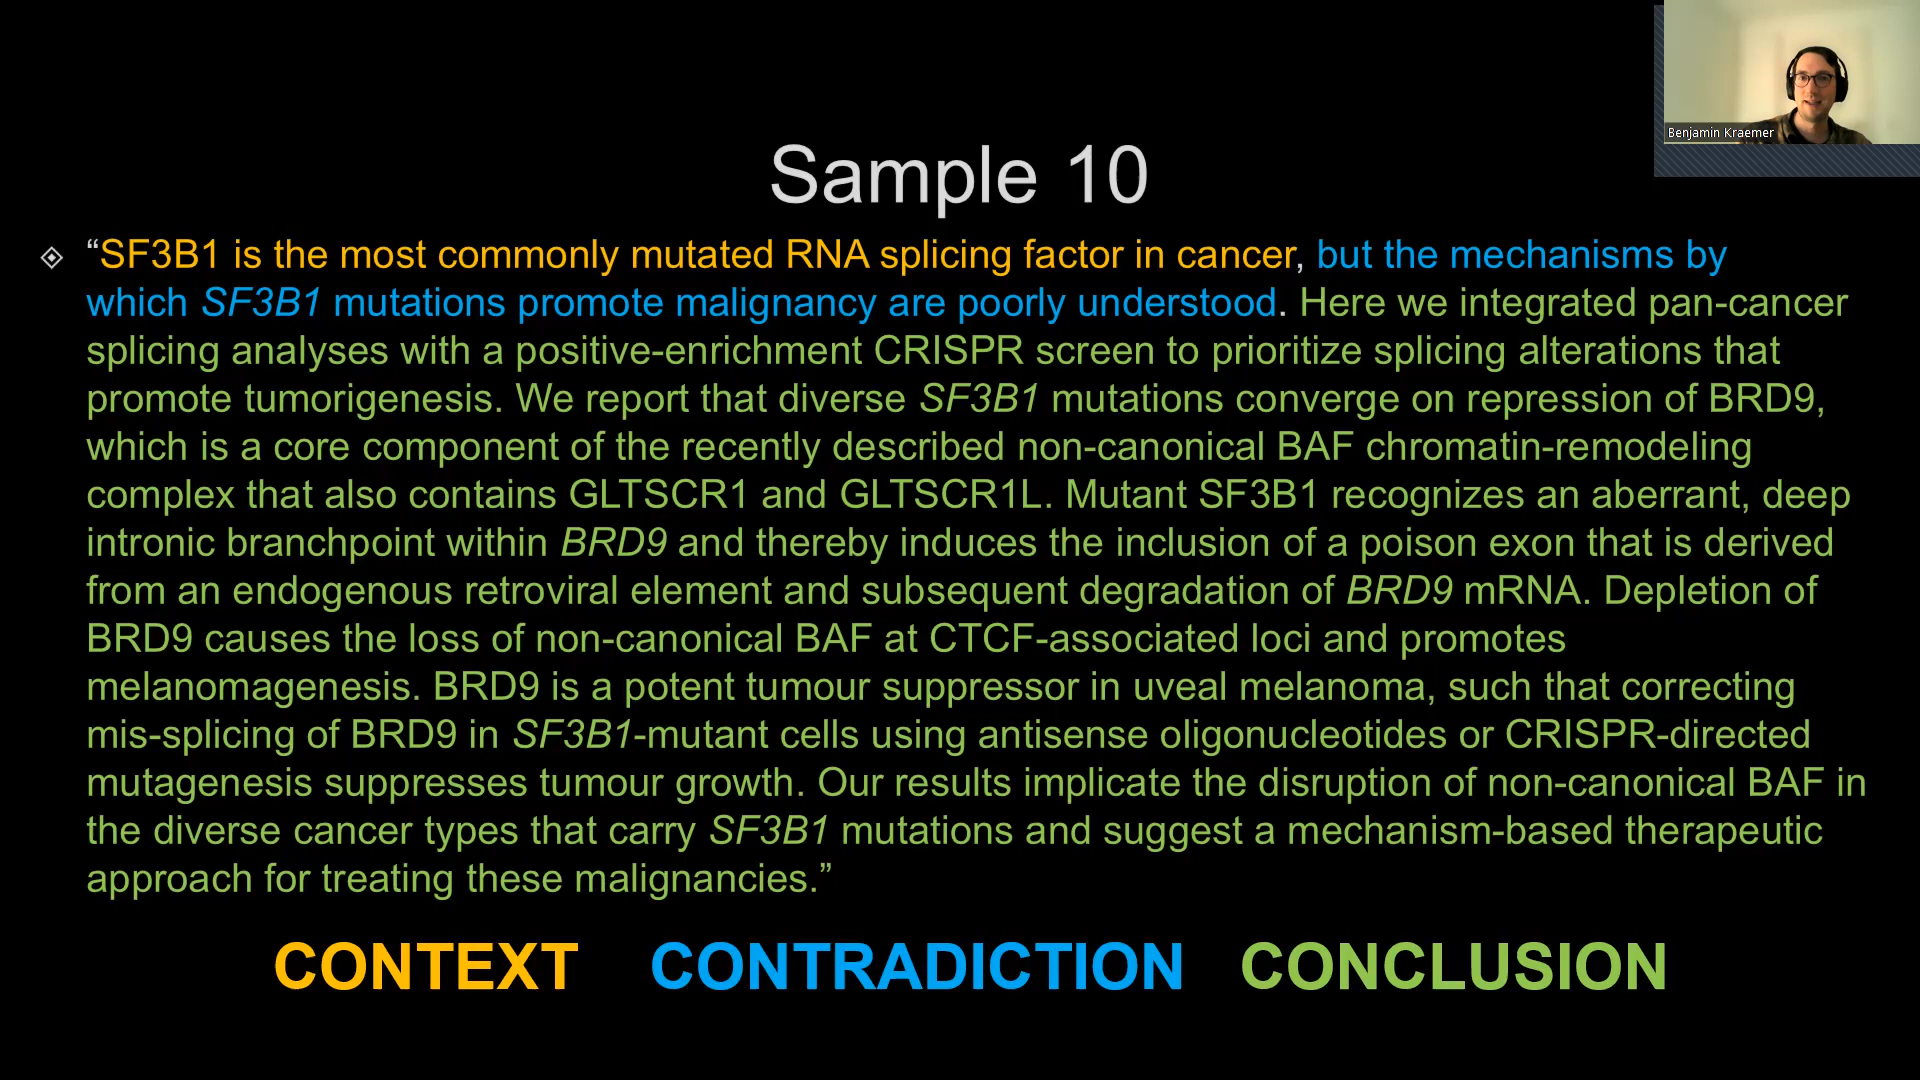 Benjamin Kraemer
Sample 10
“SF3B1 is the most commonly mutated RNA splicing factor in cancer, but the mechanisms by
which SF3B1 mutations promote malignancy are poorly understood. Here we integrated pan-cancer
splicing analyses with a positive-enrichment CRISPR screen to prioritize splicing alterations that
promote tumorigenesis. We report that diverse SF3B1 mutations converge on repression of BRD9,
which is a core component of the recently described non-canonical BAF chromatin-remodeling
complex that also contains GLTSCR1 and GLTSCR1L. Mutant SF3B1 recognizes an aberrant, deep
intronic branchpoint within BRD9 and thereby induces the inclusion of a poison exon that is derived
from an endogenous retroviral element and subsequent degradation of BRD9 mRNA. Depletion of
BRD9 causes the loss of non-canonical BAF at CTCF-associated loci and promotes
melanomagenesis. BRD9 is a potent tumour suppressor in uveal melanoma, such that correcting
mis-splicing of BRD9 in SF3B1-mutant cells using antisense oligonucleotides or CRISPR-directed
mutagenesis suppresses tumour growth. Our results implicate the disruption of non-canonical BAF in
the diverse cancer types that carry SF3B1 mutations and suggest a mechanism-based therapeutic
approach for treating these malignancies.”
CONTEXT CONTRADICTION CONCLUSION